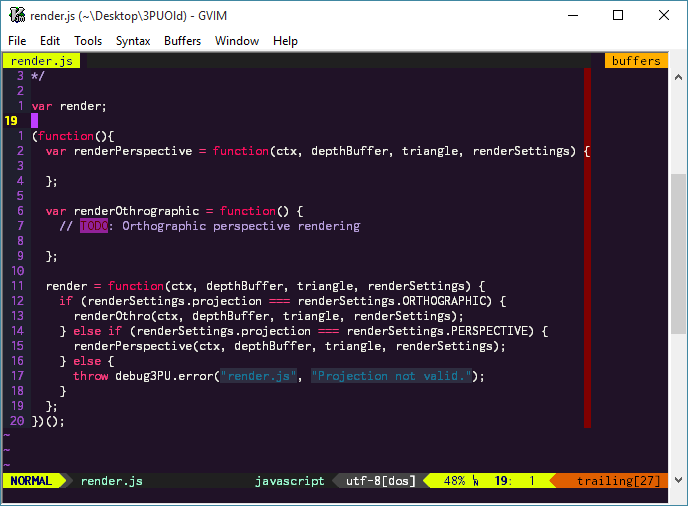 render.js (~\Desktop\3PUOld) - GVIM
File Edit Tools Syntax Buffers Window Help
render.js buffers
3 */
2
1 var render;
19
1 (function(){
2 var renderPerspective = function(ctx, depthBuffer, triangle, renderSettings) {
3
4 };
5
6 var renderOthrographic = function() {
7 // TODO: Orthographic perspective rendering
8
9 };
10
11 render = function(ctx, depthBuffer, triangle, renderSettings) {
12 if (renderSettings.projection === renderSettings.ORTHOGRAPHIC) {
13 renderOthro(ctx, depthBuffer, triangle, renderSettings);
14 } else if (renderSettings.projection === renderSettings.PERSPECTIVE) {
15 renderPerspective(ctx, depthBuffer, triangle, renderSettings);
16 } else {
17 throw debug3PU.error("render.js", "Projection not valid.");
18 }
19 };
20 })();
~
~
~
NORMAL render.js javascript utf-8[dos] 48% ␤ 19: 1 trailing[27]